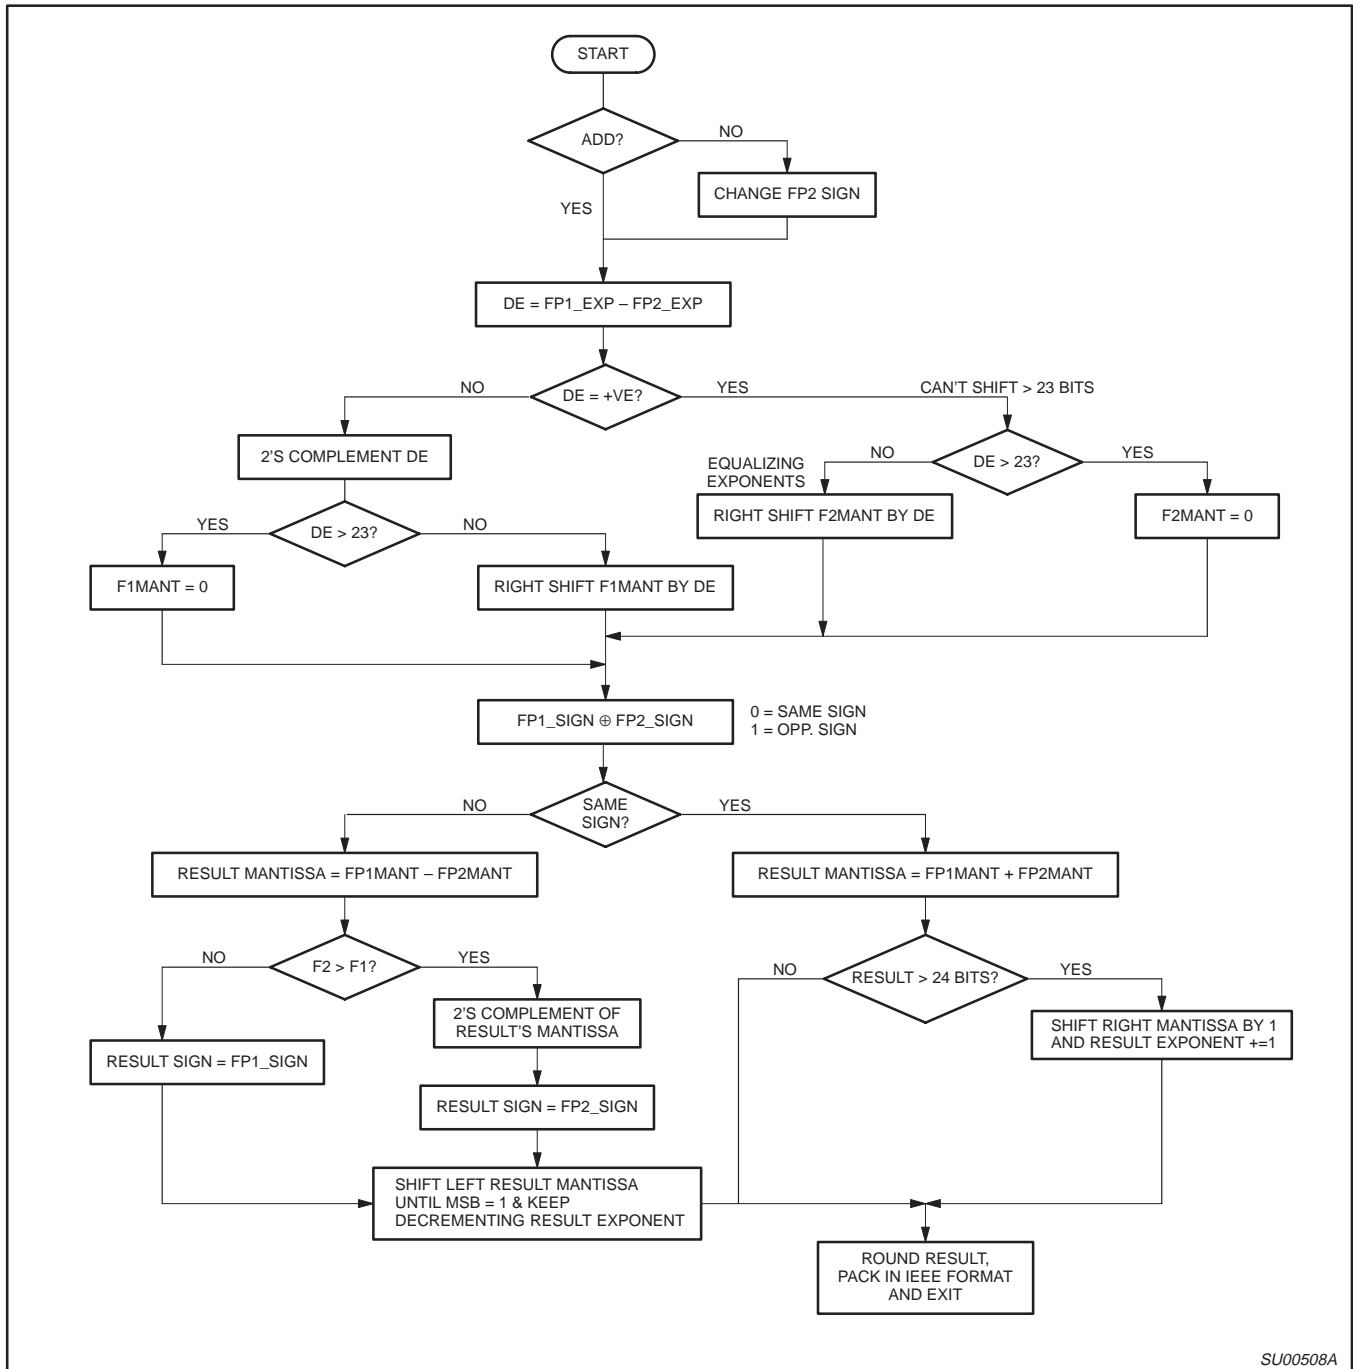 START
ADD?
NO
CHANGE FP2 SIGN
YES
DE = FP1_EXP – FP2_EXP
NO
DE = +VE?
YES
CAN'T SHIFT > 23 BITS
2'S COMPLEMENT DE
EQUALIZING
EXPONENTS
NO
DE > 23?
YES
RIGHT SHIFT F2MANT BY DE
F2MANT = 0
YES
DE > 23?
NO
F1MANT = 0
RIGHT SHIFT F1MANT BY DE
FP1_SIGN ⊕ FP2_SIGN
0 = SAME SIGN
1 = OPP. SIGN
NO
SAME
SIGN?
YES
RESULT MANTISSA = FP1MANT – FP2MANT
RESULT MANTISSA = FP1MANT + FP2MANT
NO
F2 > F1?
YES
NO
RESULT > 24 BITS?
YES
2'S COMPLEMENT OF
RESULT'S MANTISSA
SHIFT RIGHT MANTISSA BY 1
AND RESULT EXPONENT +=1
RESULT SIGN = FP1_SIGN
RESULT SIGN = FP2_SIGN
SHIFT LEFT RESULT MANTISSA
UNTIL MSB = 1 & KEEP
DECREMENTING RESULT EXPONENT
ROUND RESULT,
PACK IN IEEE FORMAT
AND EXIT
SU00508A